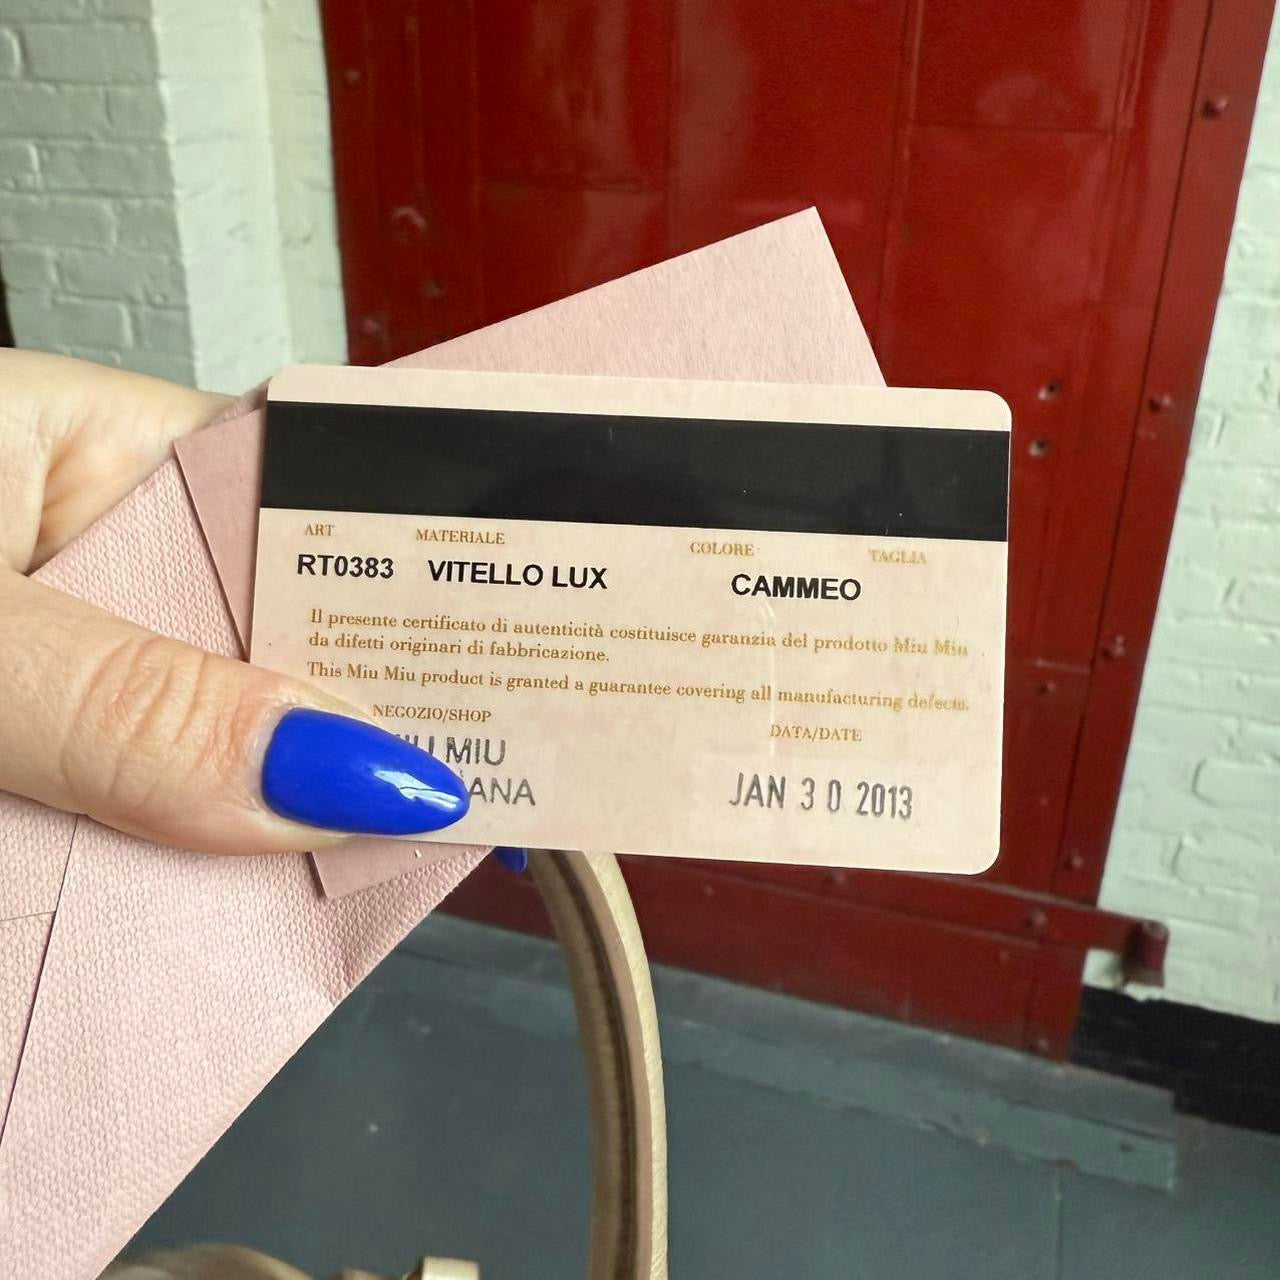 ART MATERIALE COLORE TAGLIA
RT0383 VITELLO LUX CAMMEO
Il presente certificato di autenticità costituisce garanzia del prodotto Miu Miu
da difetti originari di fabbricazione.
This Miu Miu product is granted a guarantee covering all manufacturing defects.
NEGOZIO/SHOP DATA/DATE
MIU
JAN 30 2013